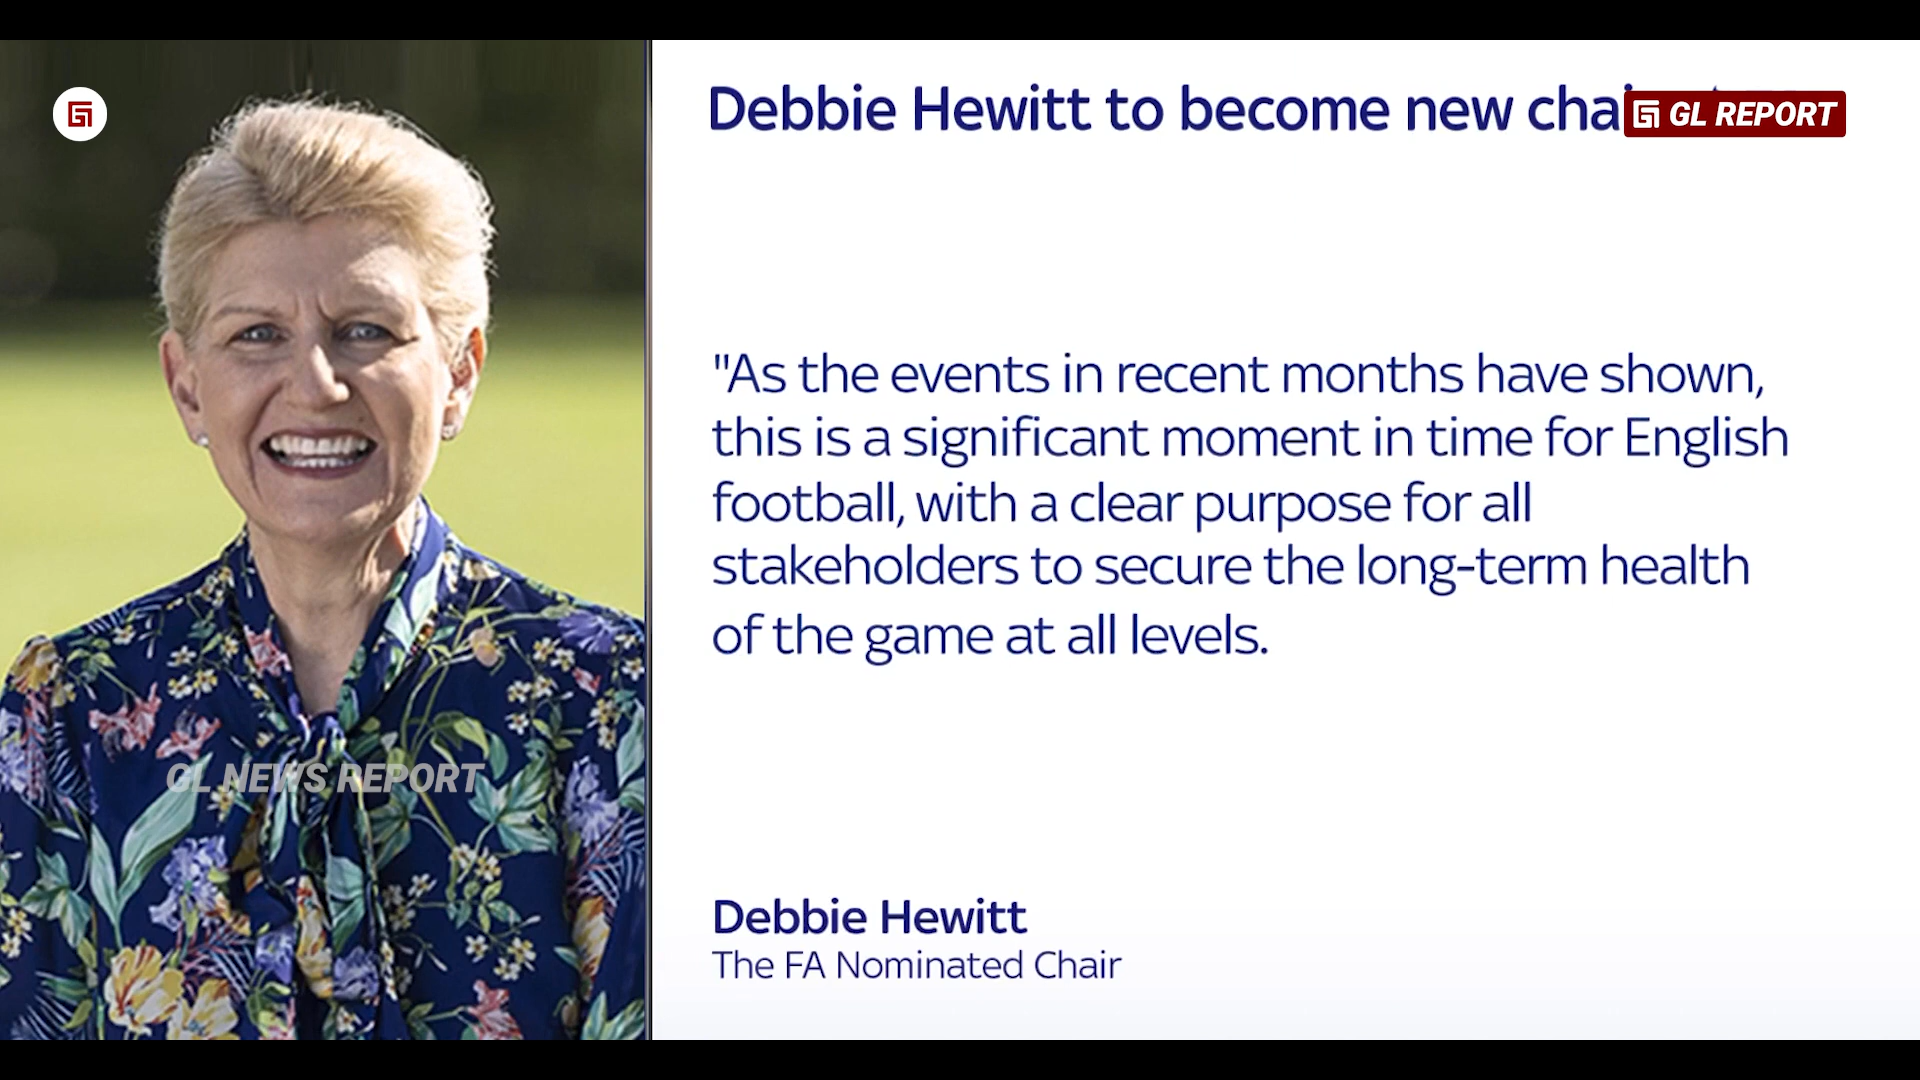 Debbie Hewitt to become new
GL REPORT
"As the events in recent months have shown,
this is a significant moment in time for English
football, with a clear purpose for all
stakeholders to secure the long-term health
of the game at all levels.
GL NEWS REPORT
Debbie Hewitt
The FA Nominated Chair